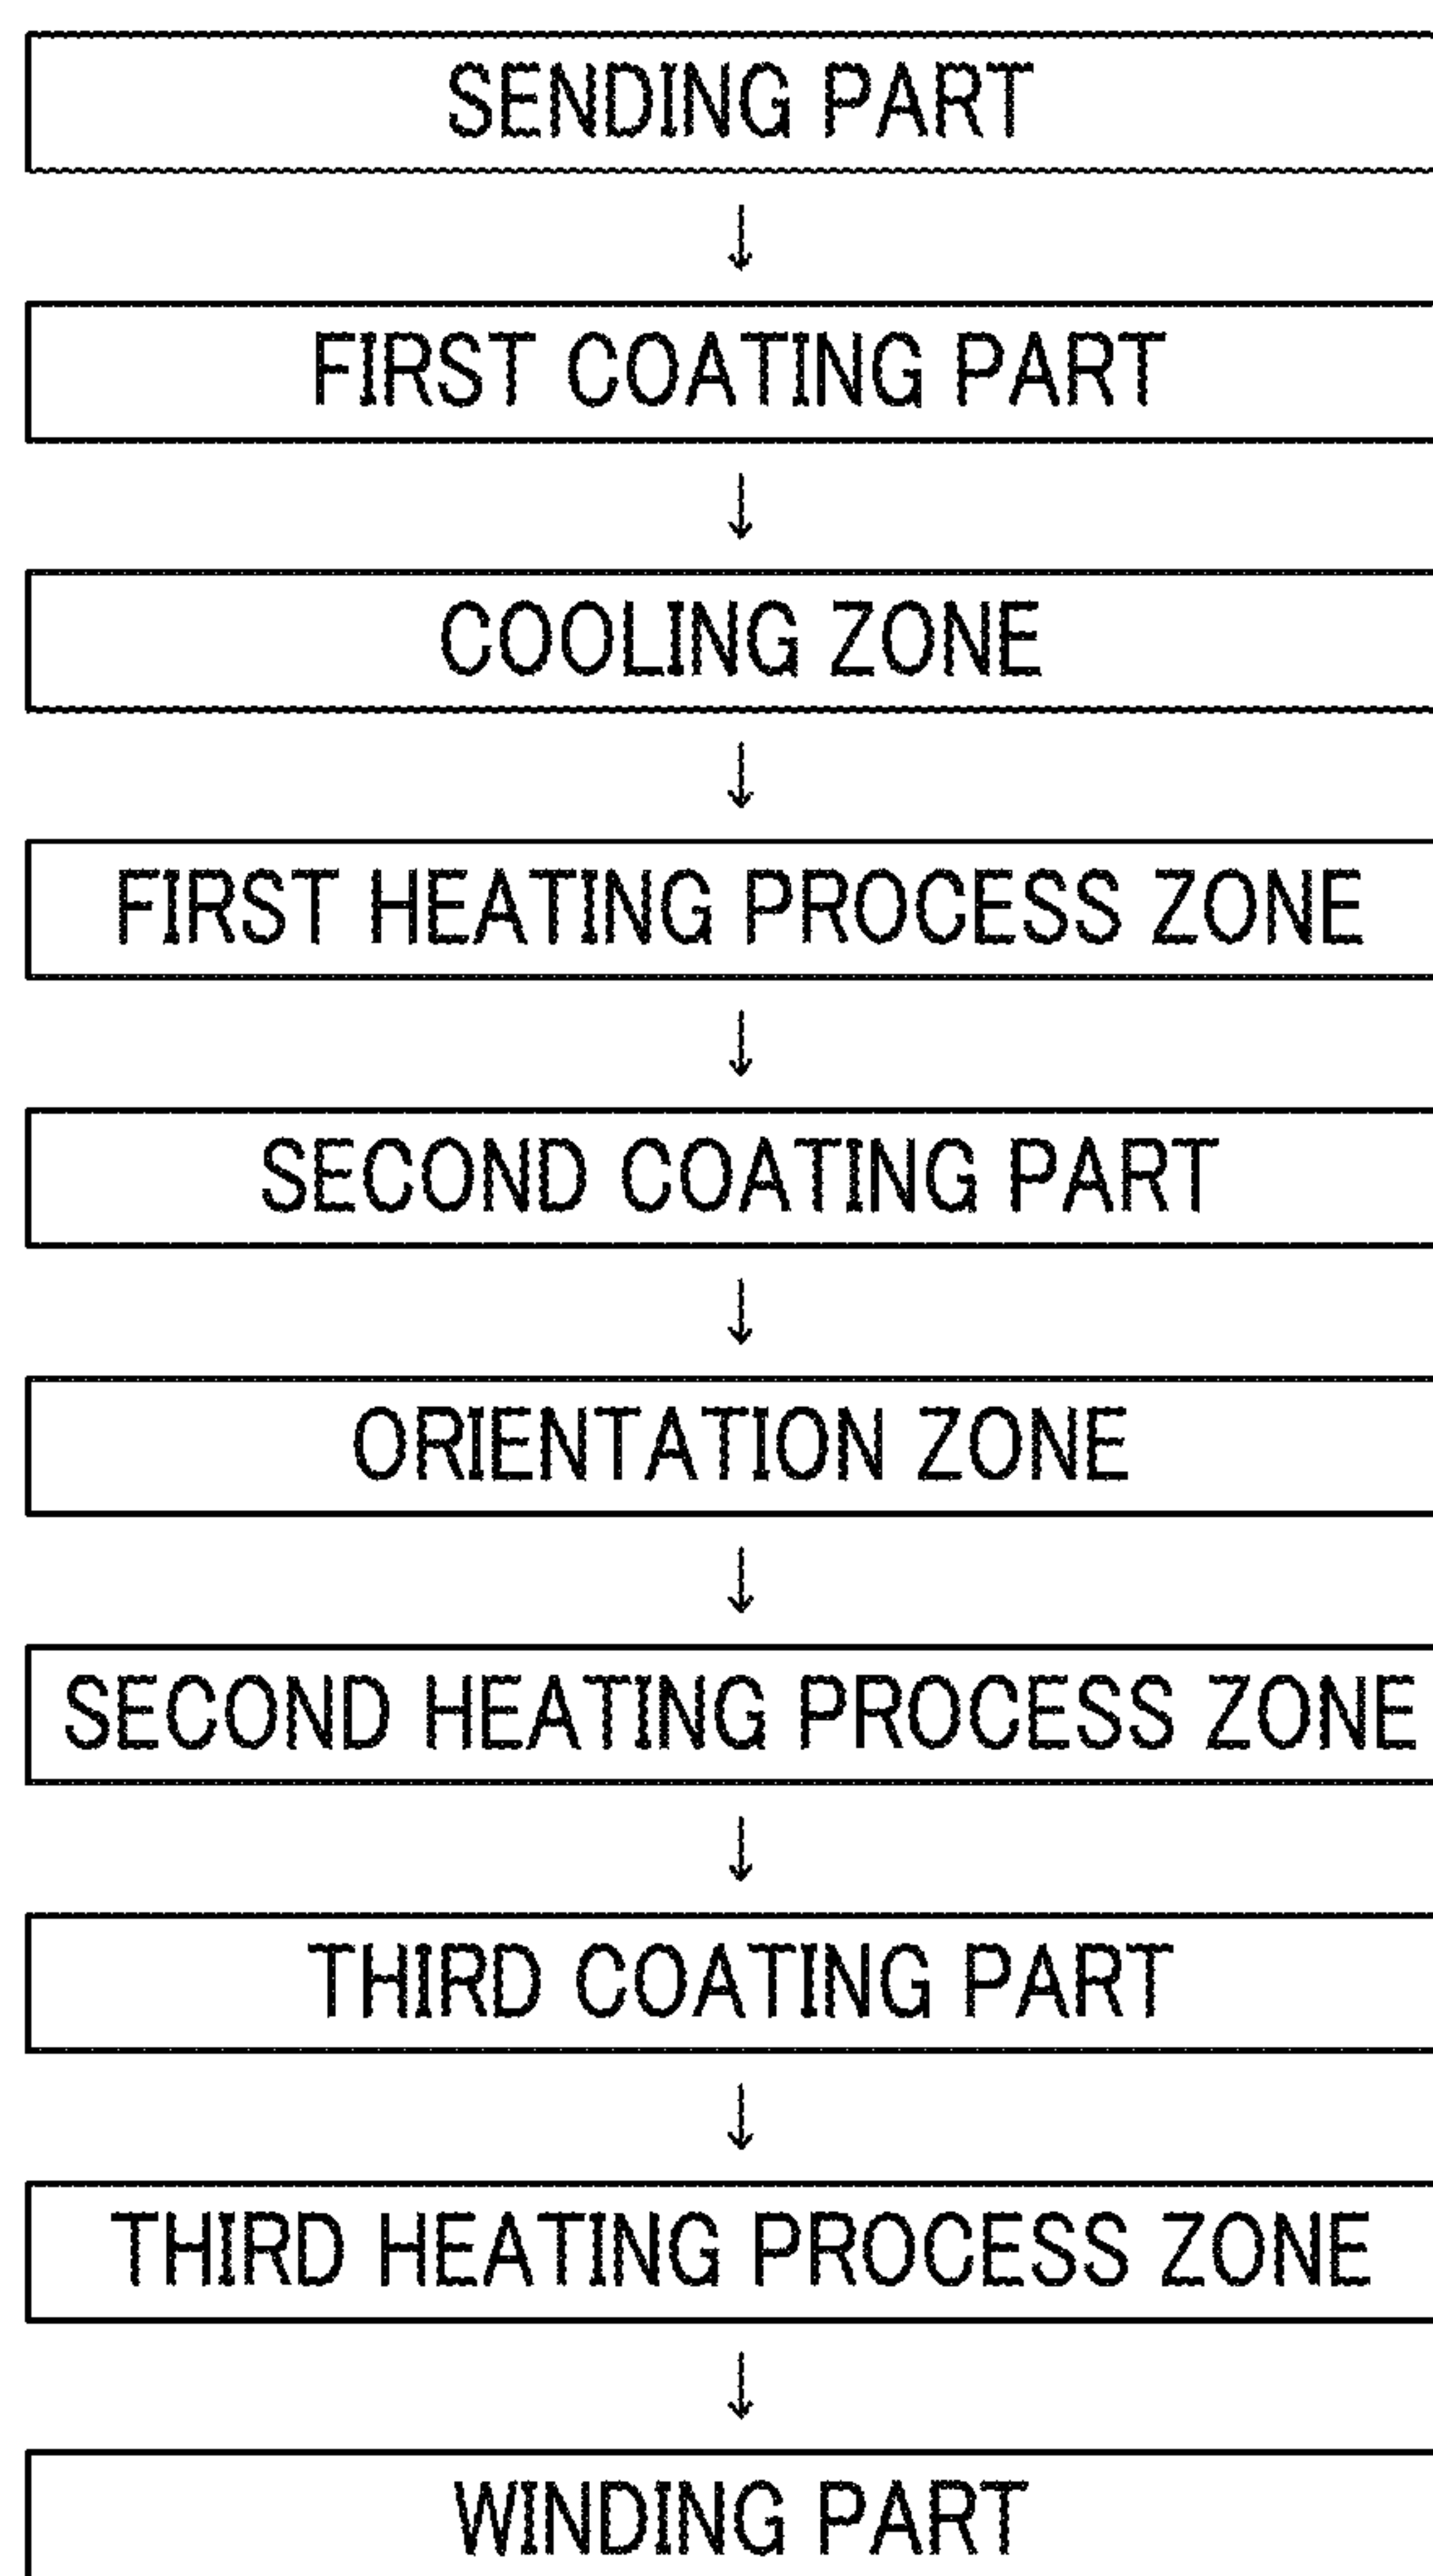 SENDING PART
↓
FIRST COATING PART
↓
COOLING ZONE
↓
FIRST HEATING PROCESS ZONE
↓
SECOND COATING PART
↓
ORIENTATION ZONE
↓
SECOND HEATING PROCESS ZONE
↓
THIRD COATING PART
↓
THIRD HEATING PROCESS ZONE
↓
WINDING PART